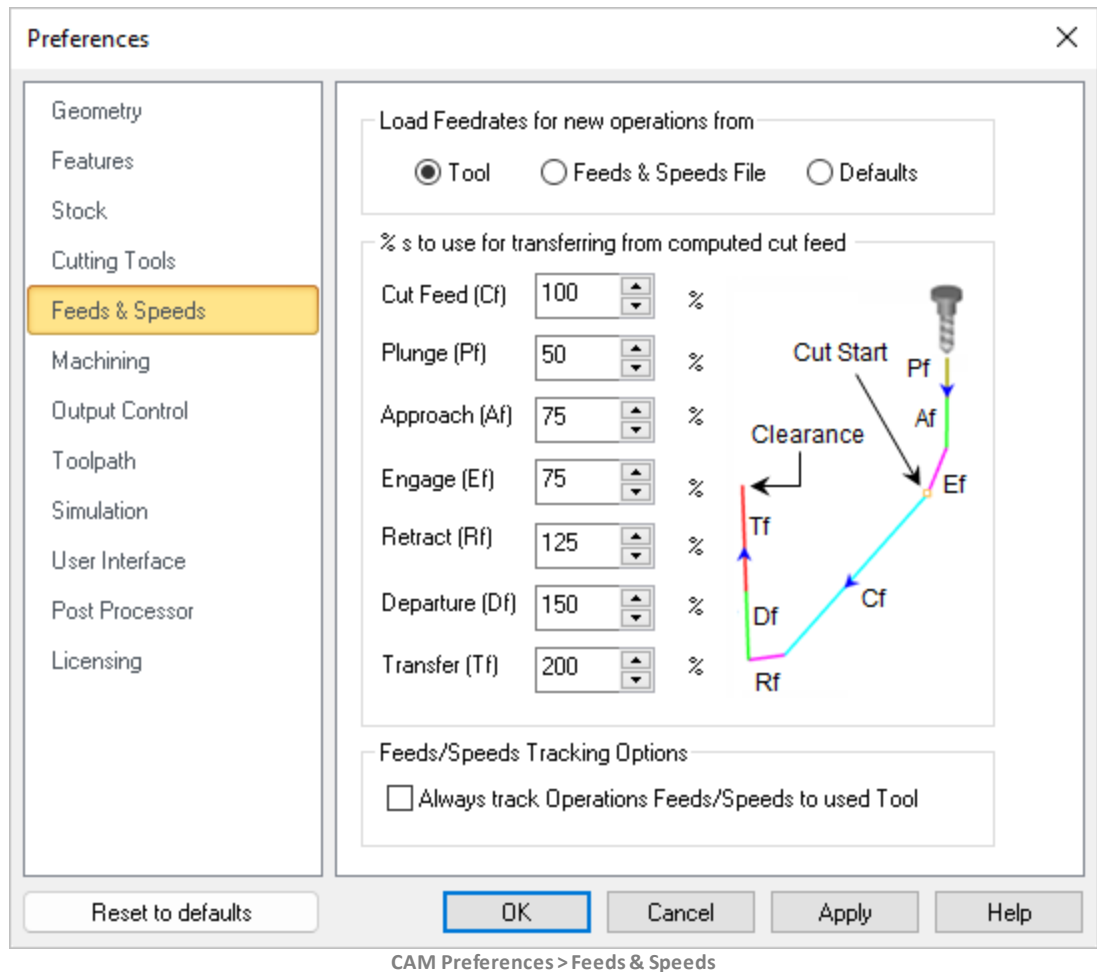 Preferences
Geometry
Features
Stock
Cutting Tools
Feeds & Speeds
Machining
Output Control
Toolpath
Simulation
User Interface
Post Processor
Licensing
Load Feedrates for new operations from
Tool Feeds & Speeds File Defaults
% s to use for transferring from computed cut feed
Cut Feed (Cf) 100 %
Plunge (Pf) 50 %
Approach (Af) 75 %
Engage (Ef) 75 %
Retract (Rf) 125 %
Departure (Df) 150 %
Transfer (Tf) 200 %
Cut Start
Pf
Af
Clearance
Ef
Tf
Cf
Df
Rf
Feeds/Speeds Tracking Options
Always track Operations Feeds/Speeds to used Tool
Reset to defaults OK Cancel Apply Help
CAM Preferences > Feeds & Speeds